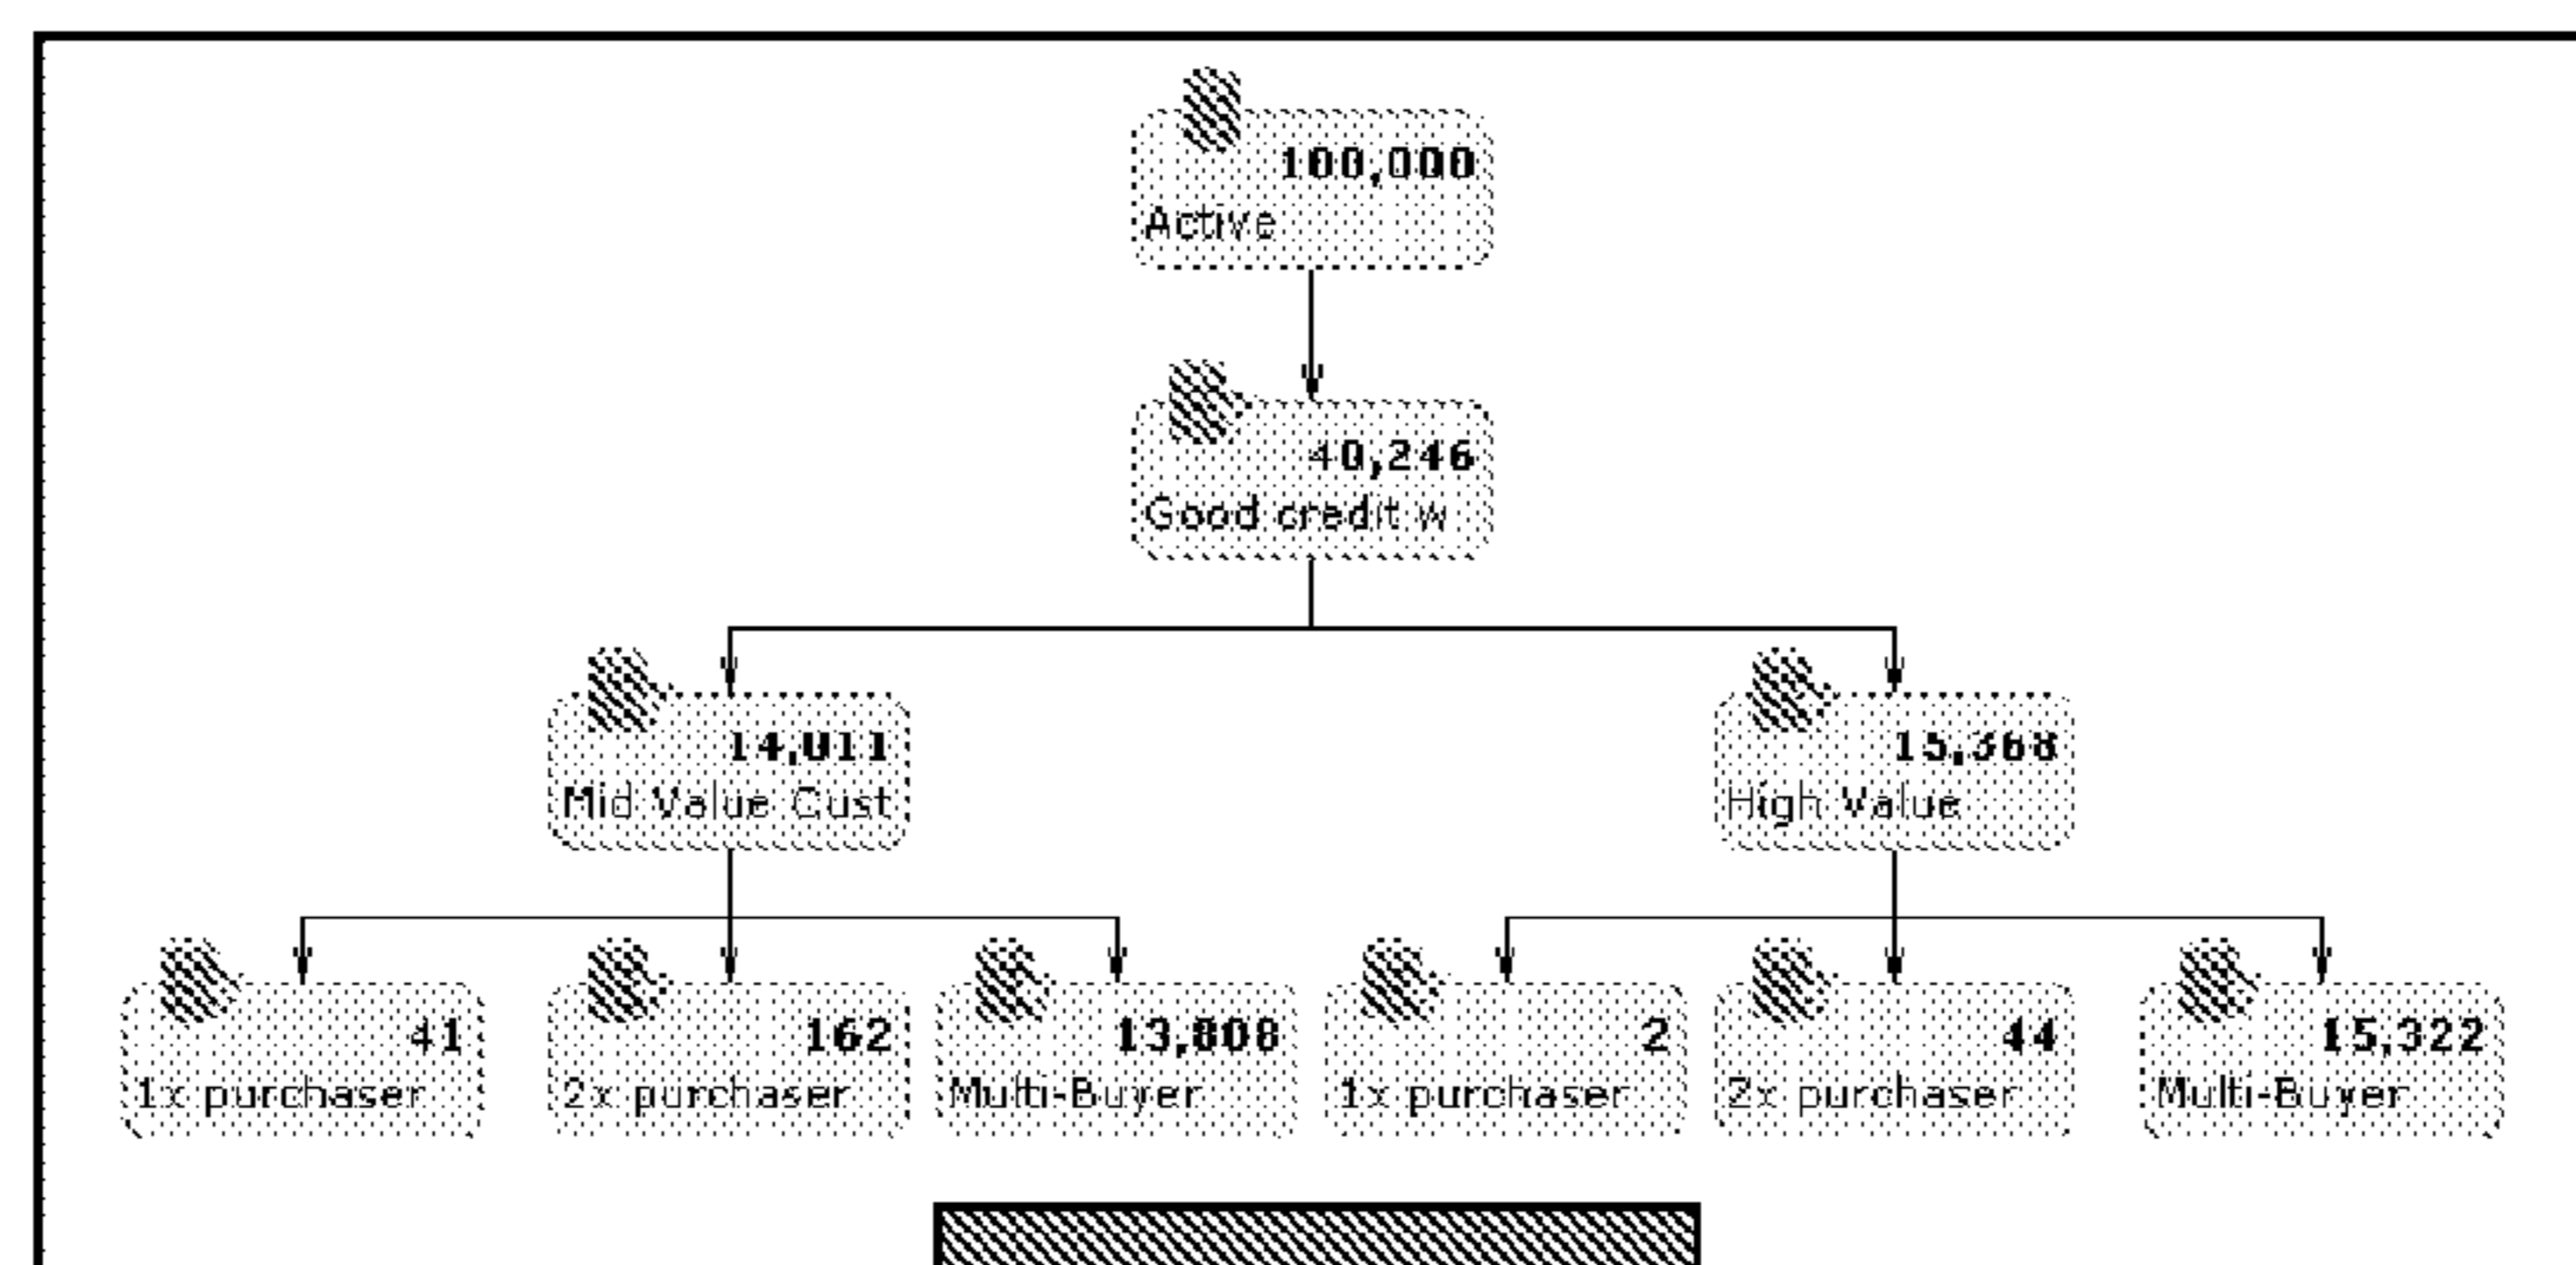 100,000
Active
40,246
Good credit w
14,011
Mid Value Cust
15,368
High Value
41
1x purchaser
162
2x purchaser
13,808
Multi-Buyer
2
1x purchaser
44
2x purchaser
15,322
Multi-Buyer